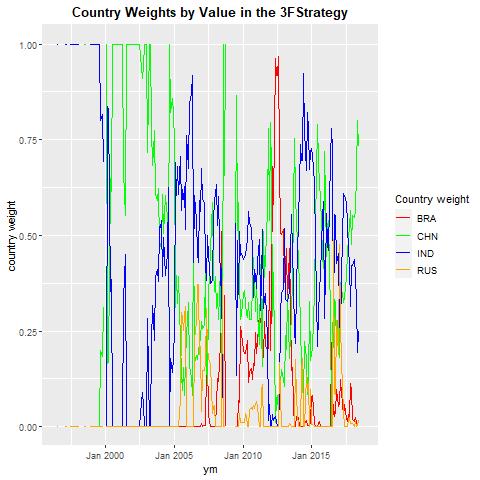 Country Weights by Value in the 3FStrategy
1.00
0.75
0.50
0.25
0.00
country weight
Jan 2000
Jan 2005
Jan 2010
Jan 2015
ym
Country weight
BRA
CHN
IND
RUS